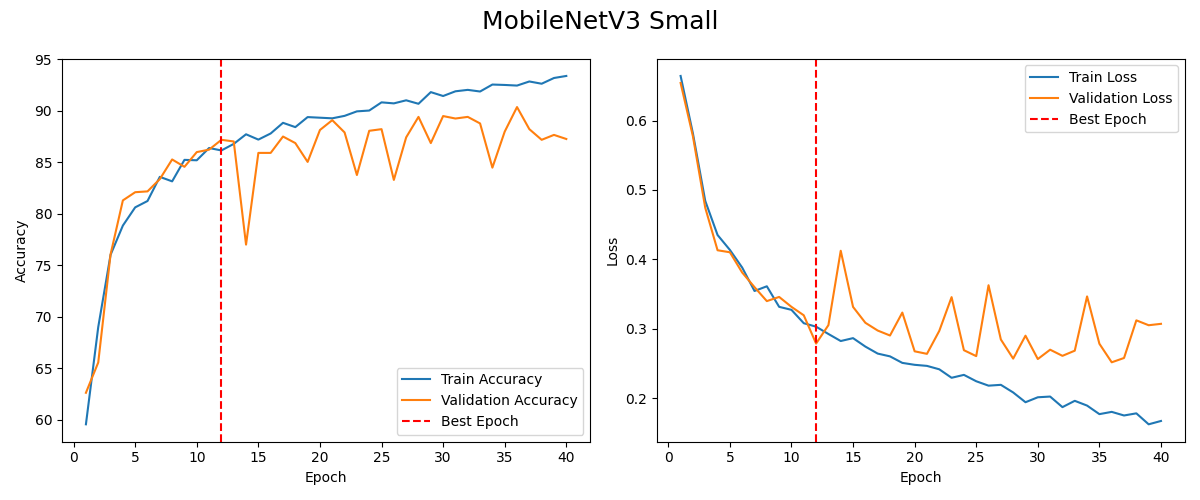 MobileNetV3 Small
95
90
85
80
75
70
65
60
Accuracy
0 5 10 15 20 25 30 35 40
Epoch
Train Accuracy
Validation Accuracy
Best Epoch
0.6
0.5
0.4
0.3
0.2
Loss
0 5 10 15 20 25 30 35 40
Epoch
Train Loss
Validation Loss
Best Epoch